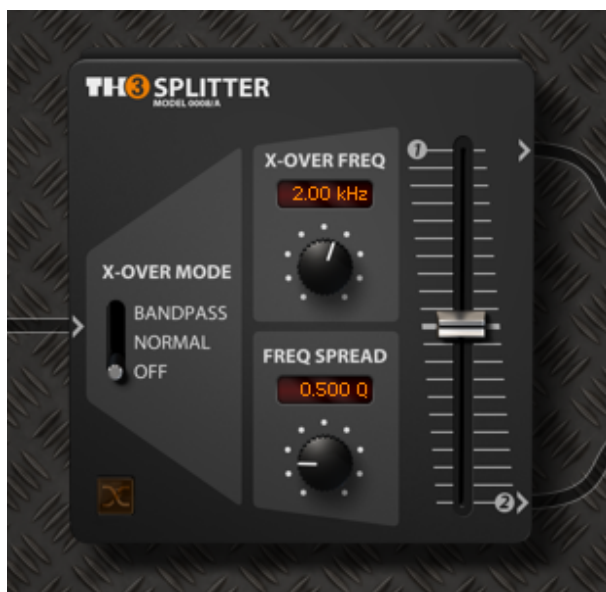 TH3 SPLITTER
MODEL 0008/A
X-OVER FREQ
2.00 kHz
1
X-OVER MODE
BANDPASS
NORMAL
OFF
FREQ SPREAD
0.500 Q
2